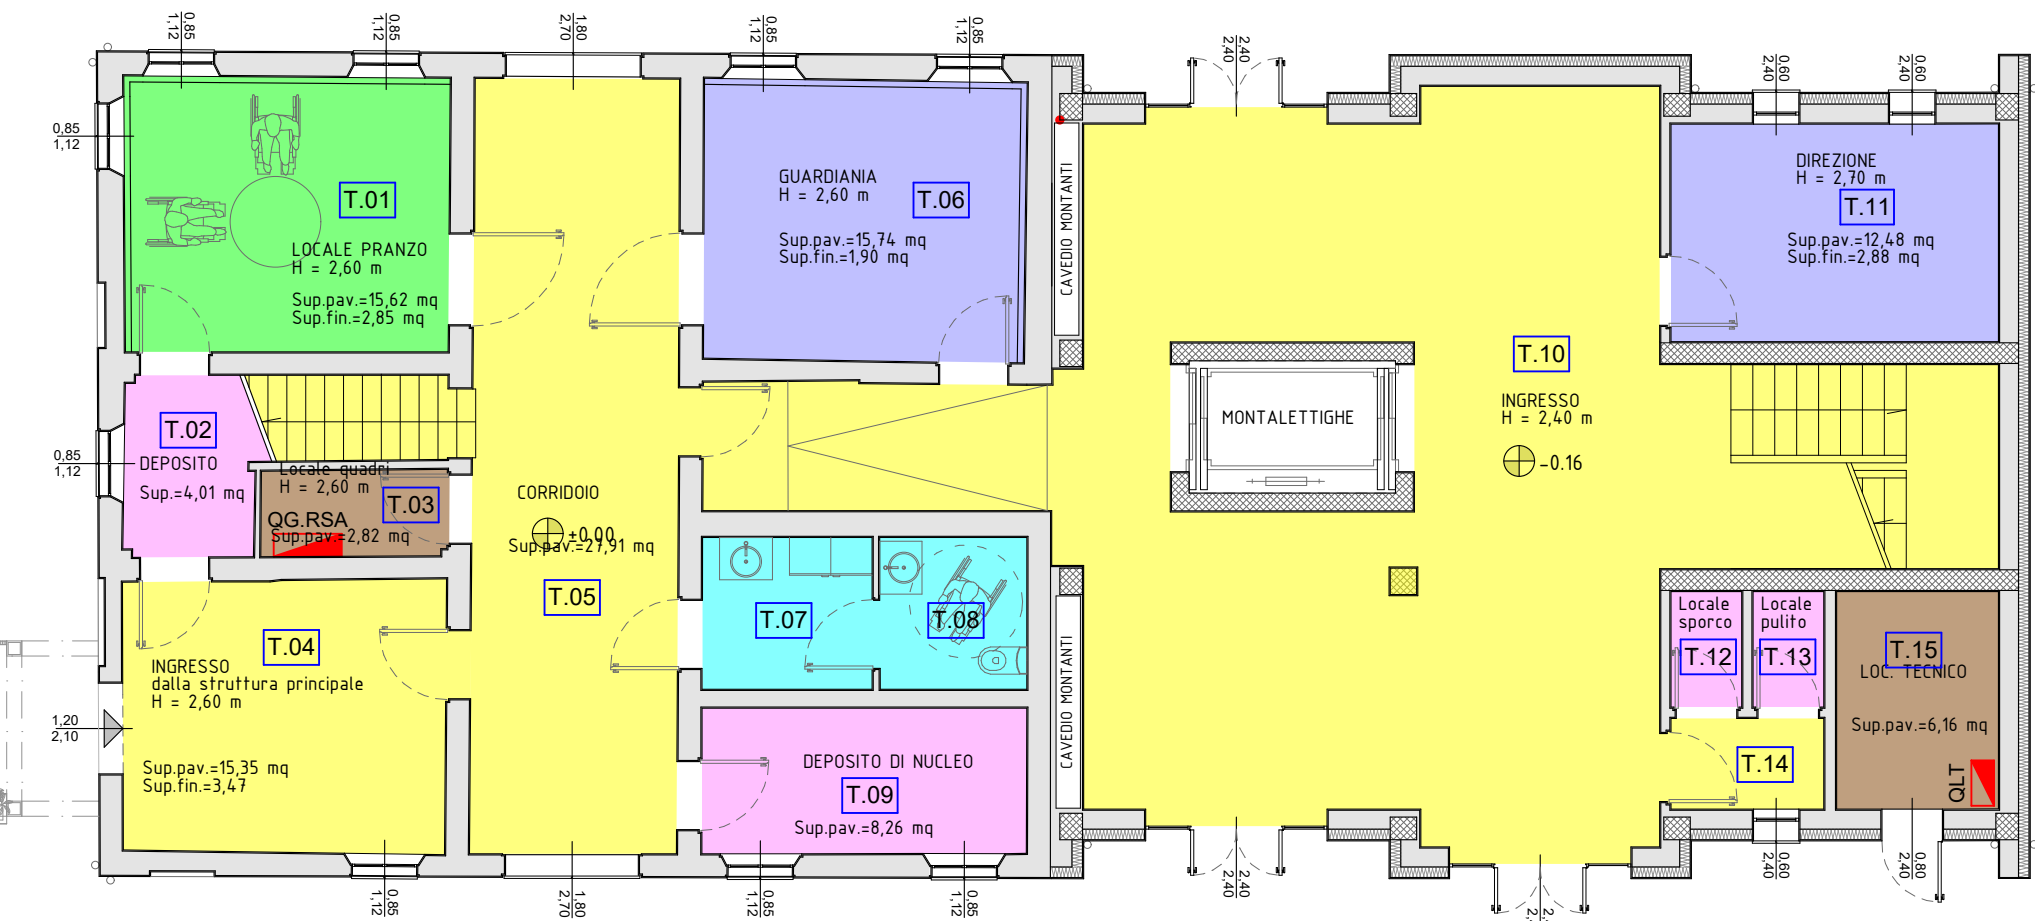 0,85
1,12
0,85
1,12
1,80
2,70
0,85
1,12
0,85
1,12
2,40
2,40
0,60
2,40
0,60
2,40
0,85
1,12
T.01
LOCALE PRANZO
H = 2,60 m
Sup.pav.=15,62 mq
Sup.fin.=2,85 mq
GUARDIANIA
H = 2,60 m
T.06
Sup.pav.=15,74 mq
Sup.fin.=1,90 mq
CAVEDIO MONTANTI
DIREZIONE
H = 2,70 m
T.11
Sup.pav.=12,48 mq
Sup.fin.=2,88 mq
T.10
INGRESSO
H = 2,40 m
-0.16
MONTALETTIGHE
T.02
DEPOSITO
Sup.=4,01 mq
0,85
1,12
Locale quadri
H = 2,60 m
T.03
QG.RSA
Sup.pav.=2,82 mq
CORRIDOIO
±0.00
Sup.pav.=27,91 mq
T.05
T.07
T.08
T.04
INGRESSO
dalla struttura principale
H = 2,60 m
1,20
2,10
Sup.pav.=15,35 mq
Sup.fin.=3,47
DEPOSITO DI NUCLEO
T.09
Sup.pav.=8,26 mq
CAVEDIO MONTANTI
Locale
sporco
T.12
Locale
pulito
T.13
T.15
LOC. TECNICO
Sup.pav.=6,16 mq
T.14
QLT
0,85
1,12
1,80
2,70
0,85
1,12
0,85
1,12
2,40
2,40
0,60
2,40
0,80
2,40